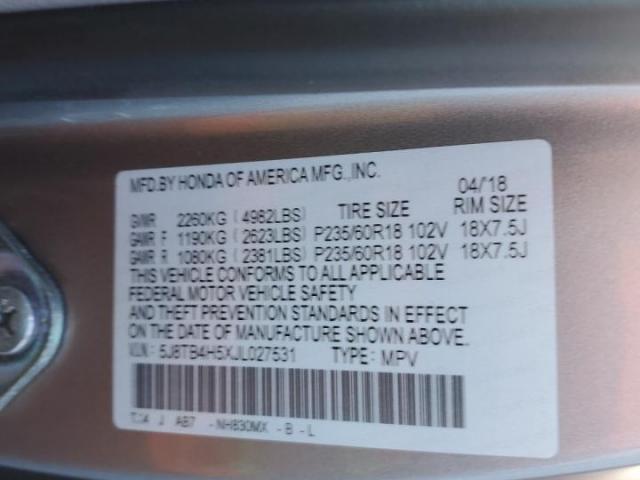 MFD.BY HONDA OF AMERICA MFG.,INC.
04/'18
GVWR 2260KG ( 4982LBS) TIRE SIZE RIM SIZE
GAWR F 1190KG ( 2623LBS) P235/60R18 102V 18X7.5J
GAWR R 1080KG ( 2381LBS) P235/60R18 102V 18X7.5J
THIS VEHICLE CONFORMS TO ALL APPLICABLE
FEDERAL MOTOR VEHICLE SAFETY
AND THEFT PREVENTION STANDARDS IN EFFECT
ON THE DATE OF MANUFACTURE SHOWN ABOVE.
V.I.N.: 5J8TB4H5XJL027531 TYPE: MPV
TJ4 J AB7 -NH830MX -B -L